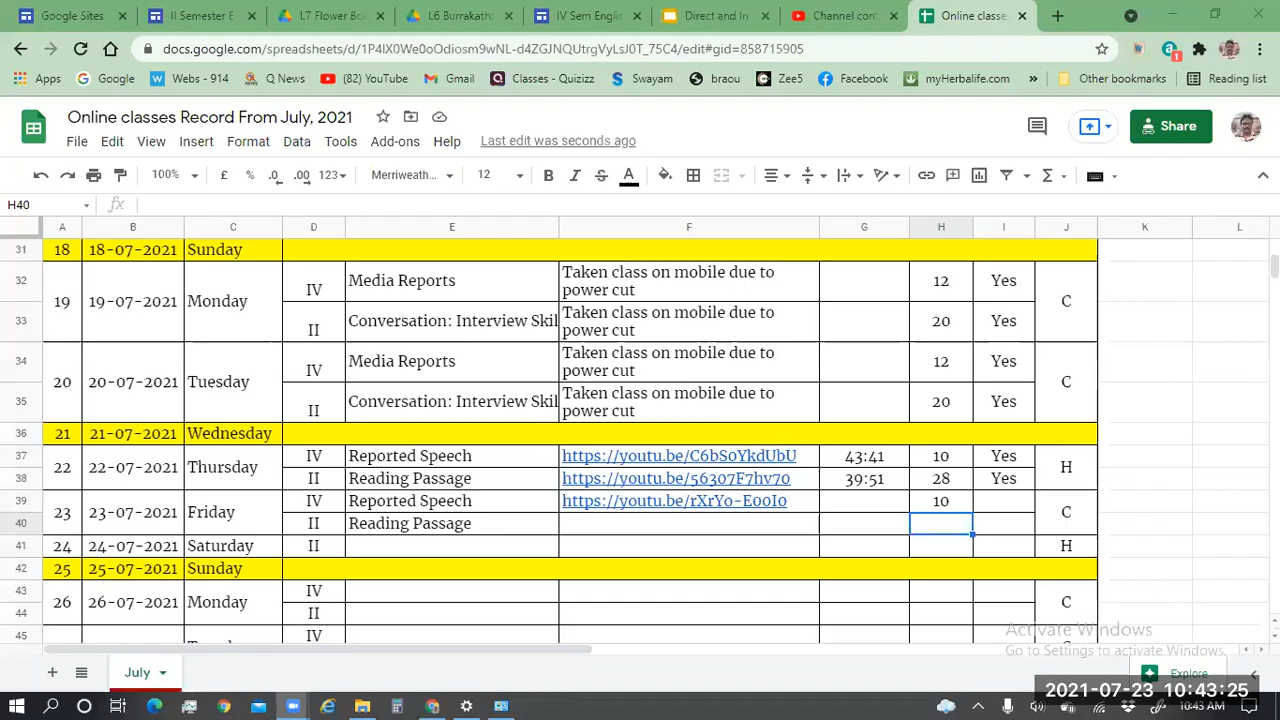 Google Sites
II Semester E
L7 Flower Bo
L6 Burrakath
IV Sem Engli
Direct and In
Channel cont
Online classe
docs.google.com/spreadsheets/d/1P4IX0We0oOdiosm9wNL-d4ZGJNQUtrgVyLsJ0T_75C4/edit#gid=858715905
Apps
Google
Webs - 914
Q News
(82) YouTube
Gmail
Classes - Quizizz
Swayam
braou
Zee5
Facebook
myHerbalife.com
Other bookmarks
Reading list
Online classes Record From July, 2021
File Edit View Insert Format Data Tools Add-ons Help Last edit was seconds ago
Share
100% £ .0 .00 123 Merriweath... 12 B I S A
H40 fx
A B C D E F G H I J K L
31 18 18-07-2021 Sunday
32 19 19-07-2021 Monday IV Media Reports Taken class on mobile due to power cut 12 Yes C
33 II Conversation: Interview Skil Taken class on mobile due to power cut 20 Yes
34 20 20-07-2021 Tuesday IV Media Reports Taken class on mobile due to power cut 12 Yes C
35 II Conversation: Interview Skil Taken class on mobile due to power cut 20 Yes
36 21 21-07-2021 Wednesday
37 22 22-07-2021 Thursday IV Reported Speech https://youtu.be/C6bS0YkdUbU 43:41 10 Yes H
38 II Reading Passage https://youtu.be/56307F7hv70 39:51 28 Yes
39 23 23-07-2021 Friday IV Reported Speech https://youtu.be/rXrYo-E00I0 10 C
40 II Reading Passage
41 24 24-07-2021 Saturday II H
42 25 25-07-2021 Sunday
43 26 26-07-2021 Monday IV C
44 II
45 IV
Activate Windows
Go to Settings to activate Windows.
July
Explore
2021-07-23 10:43:25
10:43 AM